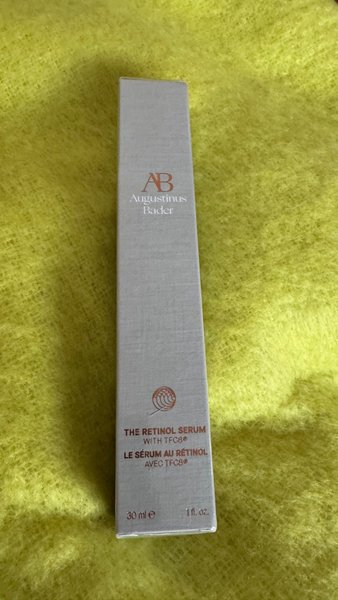 AB
Augustinus
Bader
THE RETINOL SERUM
WITH TFC8®
LE SÉRUM AU RÉTINOL
AVEC TFC8®
30 ml ℮ 1 fl. oz.